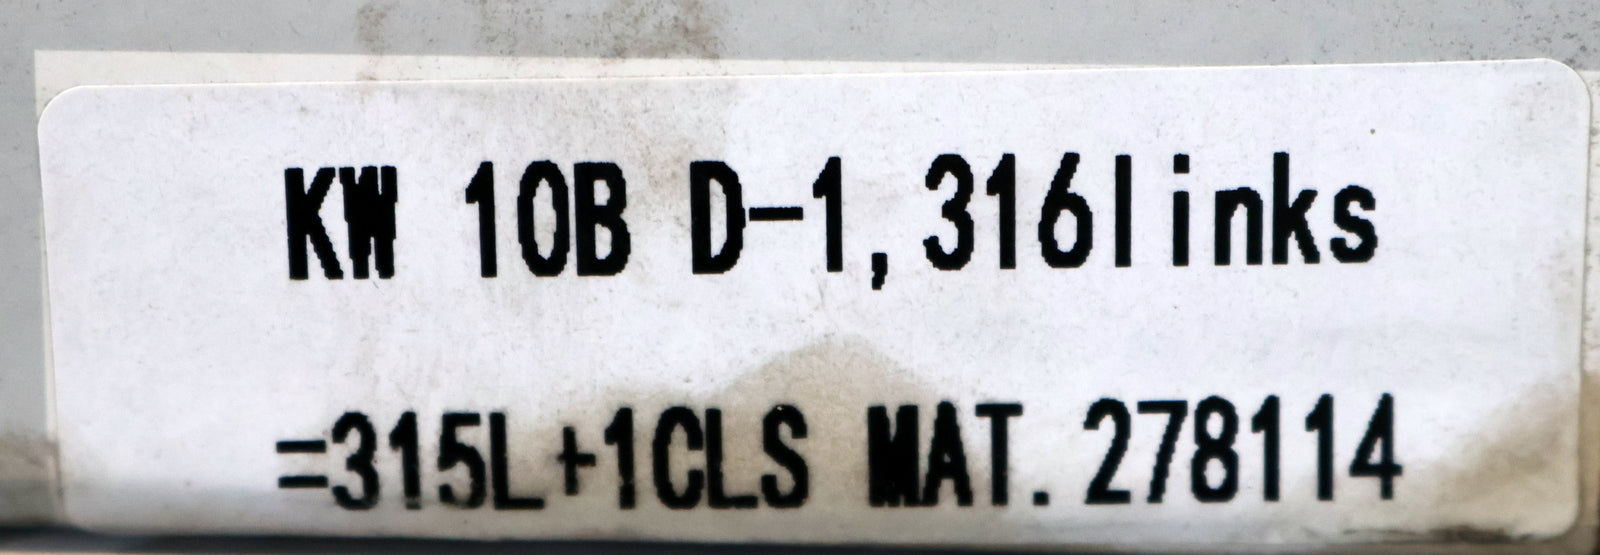 KW 10B D-1,316links
=315L+1CLS MAT.278114